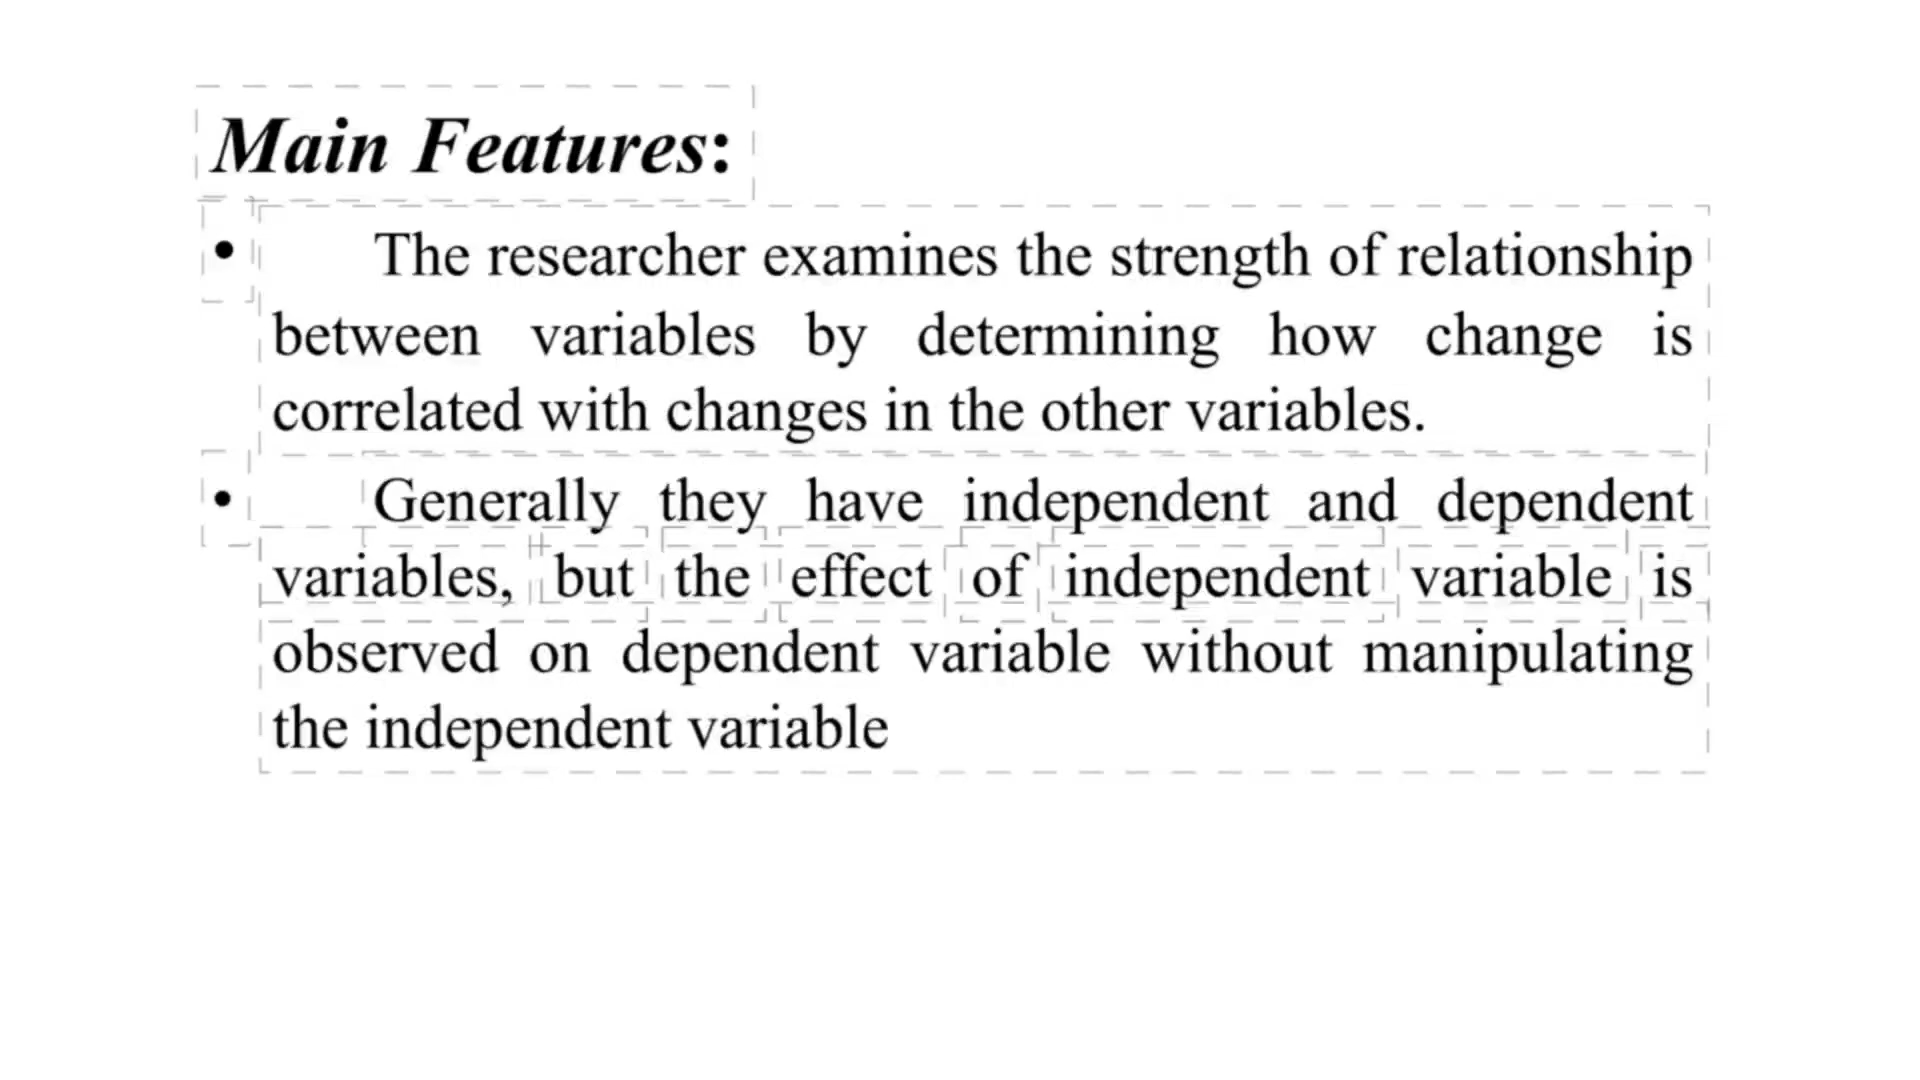 Main Features:
• The researcher examines the strength of relationship
between variables by determining how change is
correlated with changes in the other variables.
• Generally they have independent and dependent
variables, but the effect of independent variable is
observed on dependent variable without manipulating
the independent variable